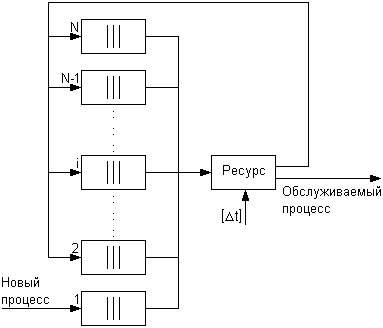 N
N-1
i
Ресурс
Обслуживаемый
процесс
[Δt]
2
Новый
процесс
1